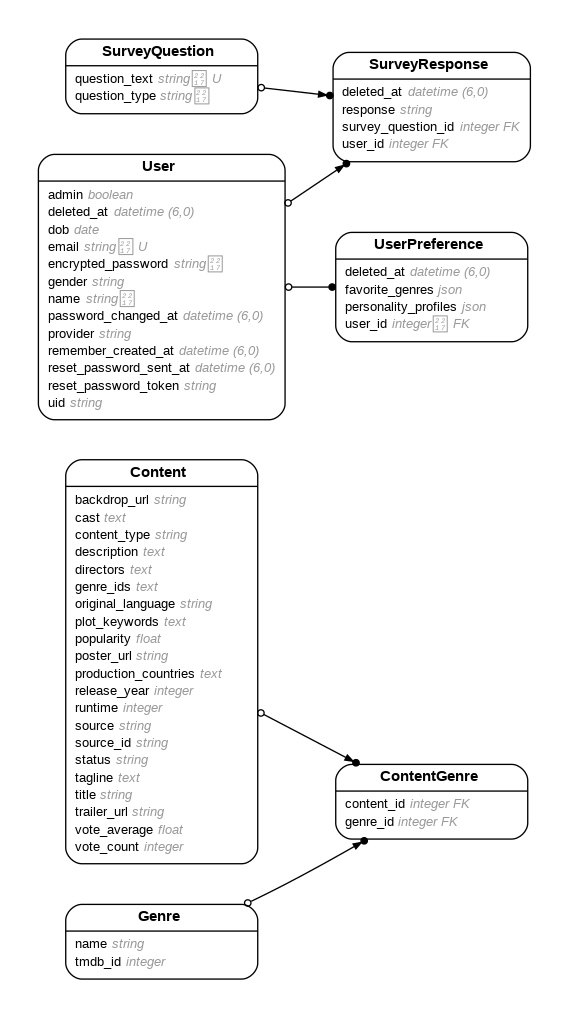 SurveyQuestion
question_text string U
question_type string
SurveyResponse
deleted_at datetime (6,0)
response string
survey_question_id integer FK
user_id integer FK
User
admin boolean
deleted_at datetime (6,0)
dob date
email string U
encrypted_password string
gender string
name string
password_changed_at datetime (6,0)
provider string
remember_created_at datetime (6,0)
reset_password_sent_at datetime (6,0)
reset_password_token string
uid string
UserPreference
deleted_at datetime (6,0)
favorite_genres json
personality_profiles json
user_id integer FK
Content
backdrop_url string
cast text
content_type string
description text
directors text
genre_ids text
original_language string
plot_keywords text
popularity float
poster_url string
production_countries text
release_year integer
runtime integer
source string
source_id string
status string
tagline text
title string
trailer_url string
vote_average float
vote_count integer
ContentGenre
content_id integer FK
genre_id integer FK
Genre
name string
tmdb_id integer